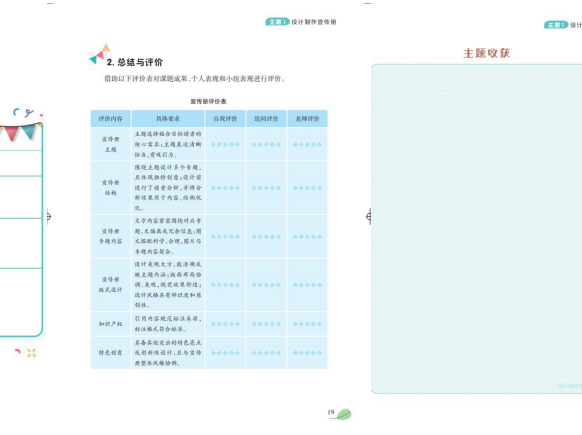 主题1 设计制作宣传册
2. 总结与评价
借助以下评价表对课题成果、个人表现和小组表现进行评价。
宣传册评价表
评价内容 具体要求 自我评价 组间评价 老师评价
宣传册
主题
主题选择贴合目标读者的
核心需求;主题表达清晰
恰当,有吸引力。
☆☆☆☆☆ ☆☆☆☆☆ ☆☆☆☆☆
宣传册
结构
围绕主题设计多个专题,
且体现独特创意;设计前
进行了读者分析,并将分
析结果用于内容、结构优
化。
☆☆☆☆☆ ☆☆☆☆☆ ☆☆☆☆☆
宣传册
专题内容
文字内容紧密围绕对应专
题,无偏离或冗余信息;图
文搭配科学、合理,图片与
专题内容契合。
☆☆☆☆☆ ☆☆☆☆☆ ☆☆☆☆☆
宣传册
版式设计
设计美观大方,能准确反
映主题内涵;版面布局协
调、美观,视觉效果舒适;
设计风格具有辨识度和原
创性。
☆☆☆☆☆ ☆☆☆☆☆ ☆☆☆☆☆
知识产权
引用内容规范标注来源,
标注格式符合标准。
☆☆☆☆☆ ☆☆☆☆☆ ☆☆☆☆☆
特色创意
具备其他突出的特色亮点
或创新性设计,且与宣传
册整体风格协调。
☆☆☆☆☆ ☆☆☆☆☆ ☆☆☆☆☆
19
主题1 设计
主题收获